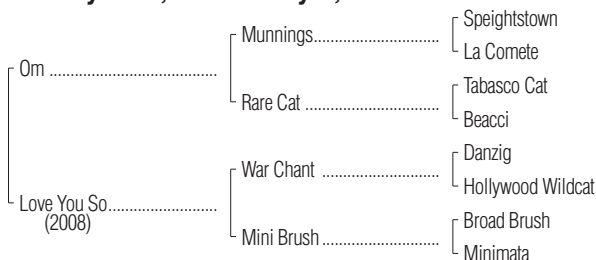 Speightstown
Munnings
La Comete
Om
Tabasco Cat
Rare Cat
Beacci
Danzig
War Chant
Hollywood Wildcat
Love You So
(2008)
Broad Brush
Mini Brush
Minimata